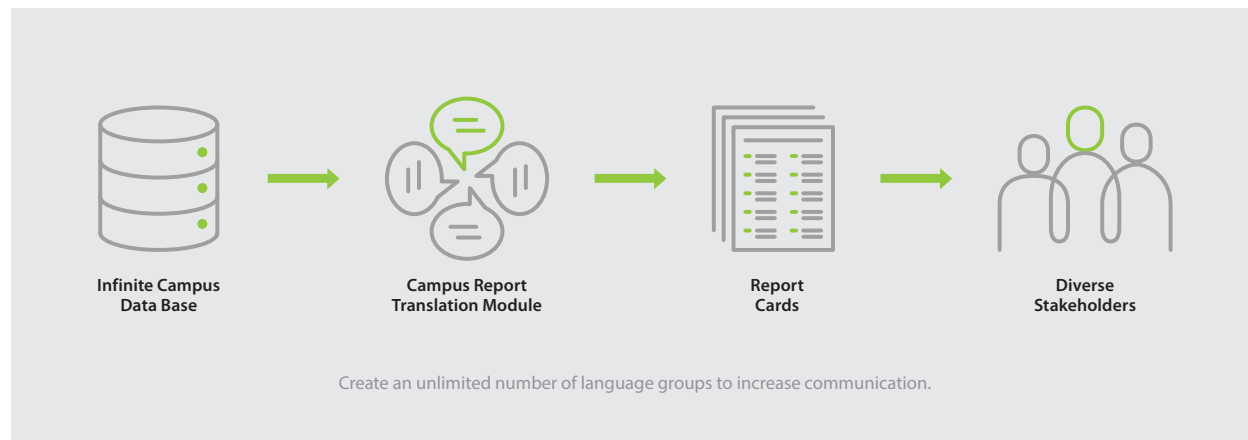 Infinite Campus
Data Base
Campus Report
Translation Module
Report
Cards
Diverse
Stakeholders
Create an unlimited number of language groups to increase communication.